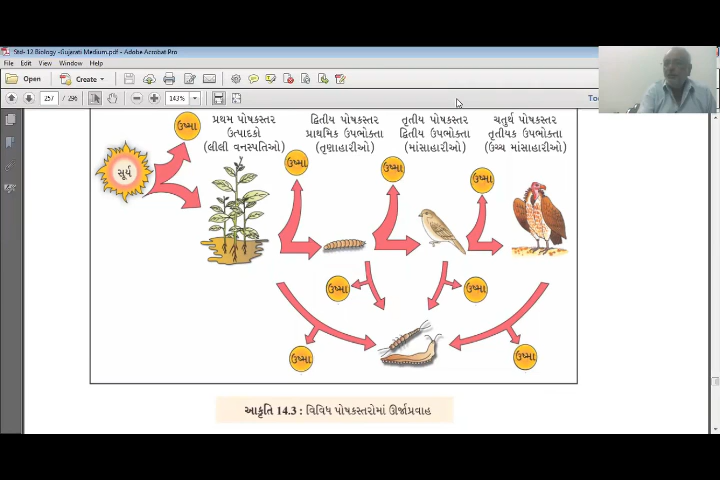 Std- 12 Biology -Gujarati Medium.pdf - Adobe Acrobat Pro
File Edit View Window Help
Open Create
257 / 296 143%
પ્રથમ પોષકસ્તર
ઉત્પાદકો
(લીલી વનસ્પતિઓ)
દ્વિતીય પોષકસ્તર
પ્રાથમિક ઉપભોક્તા
(તૃણાહારીઓ)
તૃતીય પોષકસ્તર
દ્વિતીય ઉપભોક્તા
(માંસાહારીઓ)
ચતુર્થ પોષકસ્તર
તૃતીયક ઉપભોક્તા
(ઉચ્ચ માંસાહારીઓ)
ઉષ્મા
ઉષ્મા
ઉષ્મા
ઉષ્મા
સૂર્ય
ઉષ્મા
ઉષ્મા
ઉષ્મા
ઉષ્મા
આકૃતિ 14.3 : વિવિધ પોષકસ્તરોમાં ઊર્જાપ્રવાહ